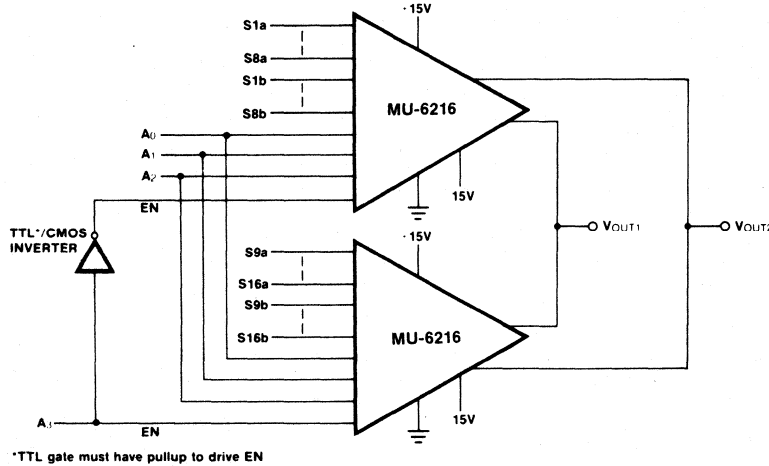 +15V
S1a
S8a
S1b
S8b
MU-6216
A0
A1
A2
15V
EN
TTL*/CMOS
INVERTER
VOUT1
VOUT2
+15V
S9a
S16a
S9b
S16b
MU-6216
15V
A3
EN
*TTL gate must have pullup to drive EN